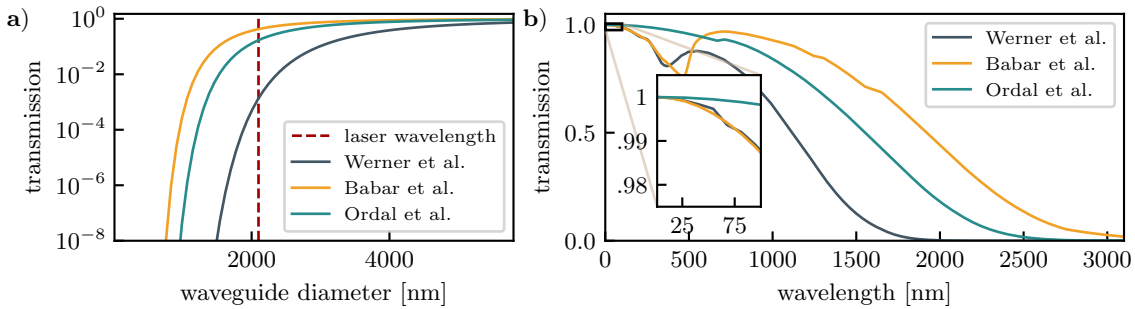 a)
transmission
10⁰
10⁻²
10⁻⁴
10⁻⁶
10⁻⁸
laser wavelength
Werner et al.
Babar et al.
Ordal et al.
2000 4000
waveguide diameter [nm]
b)
transmission
1.0
0.5
0.0
Werner et al.
Babar et al.
Ordal et al.
1
.99
.98
25 75
0 500 1000 1500 2000 2500 3000
wavelength [nm]